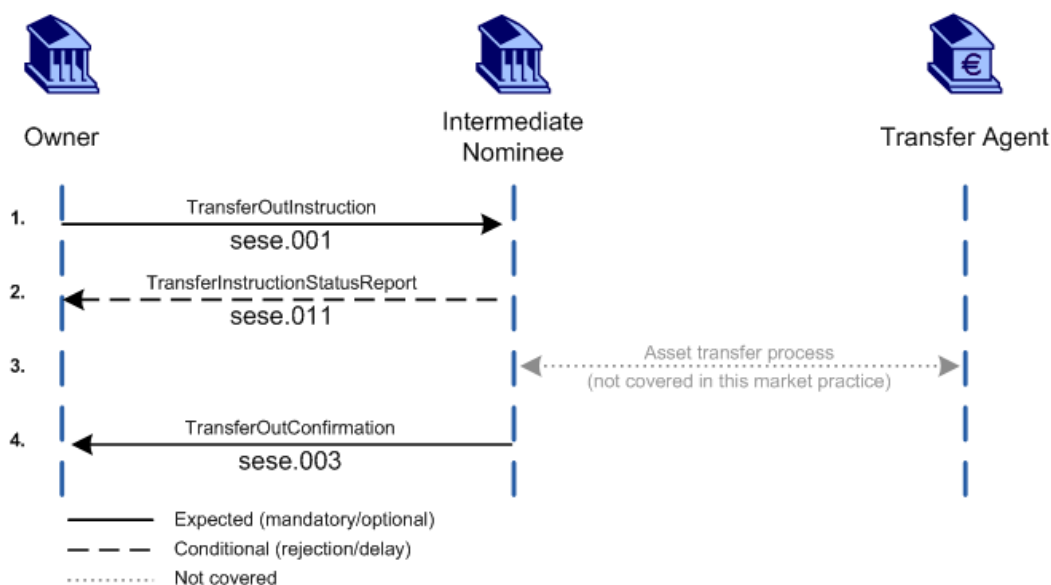 €
Owner
Intermediate
Nominee
Transfer Agent
1.
TransferOutInstruction
sese.001
2.
TransferInstructionStatusReport
sese.011
3.
Asset transfer process
(not covered in this market practice)
4.
TransferOutConfirmation
sese.003
Expected (mandatory/optional)
Conditional (rejection/delay)
Not covered